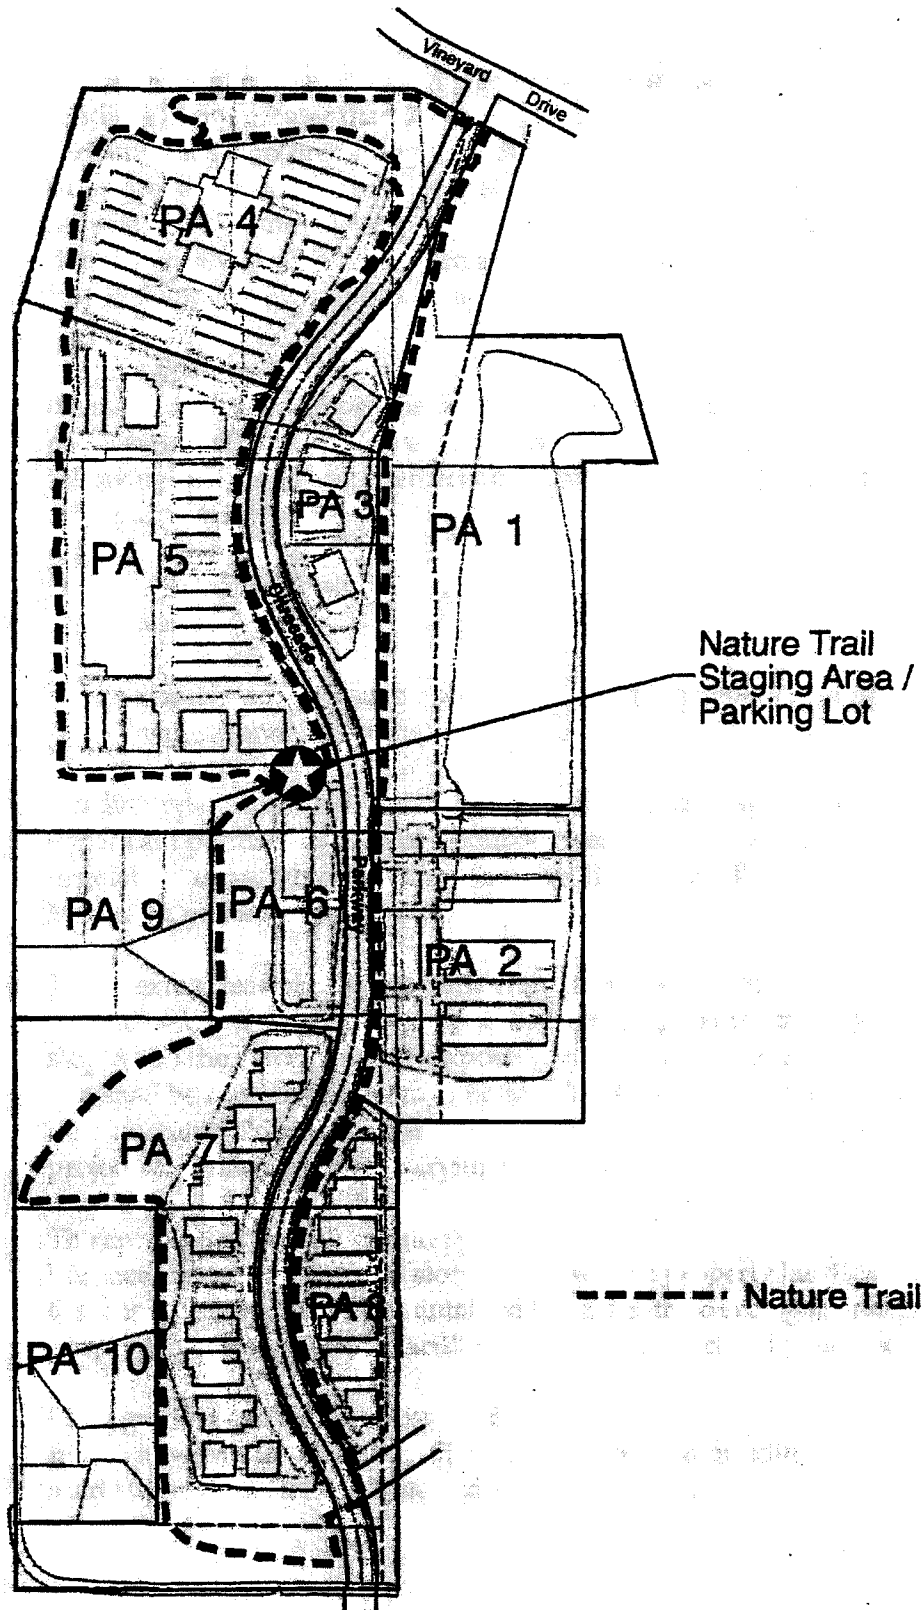 Vineyard
Drive
PA 4
PA 3
PA 1
PA 5
Nature Trail
Staging Area /
Parking Lot
Parkway
PA 9
PA 6
PA 2
PA 7
Nature Trail
PA 10